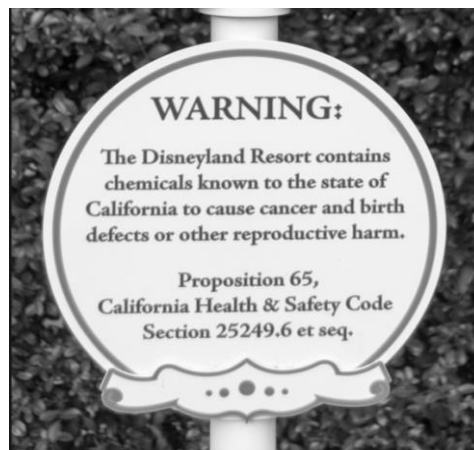 WARNING:
The Disneyland Resort contains
chemicals known to the state of
California to cause cancer and birth
defects or other reproductive harm.
Proposition 65,
California Health & Safety Code
Section 25249.6 et seq.